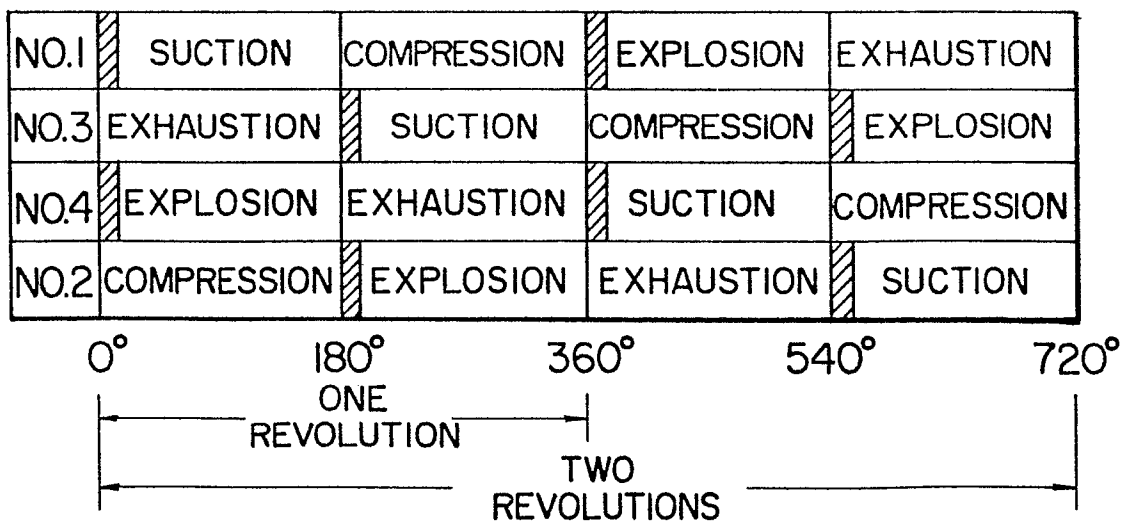 NO.1 SUCTION COMPRESSION EXPLOSION EXHAUSTION
NO.3 EXHAUSTION SUCTION COMPRESSION EXPLOSION
NO.4 EXPLOSION EXHAUSTION SUCTION COMPRESSION
NO.2 COMPRESSION EXPLOSION EXHAUSTION SUCTION
0° 180° 360° 540° 720°
ONE
REVOLUTION
TWO
REVOLUTIONS